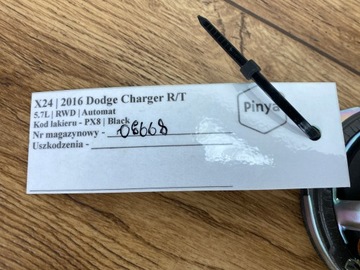 X24 | 2016 Dodge Charger R/T
5.7L | RWD | Automat
Kod lakieru - PX8 | Black
Nr magazynowy - 08668
Uszkodzenia -
Pinya